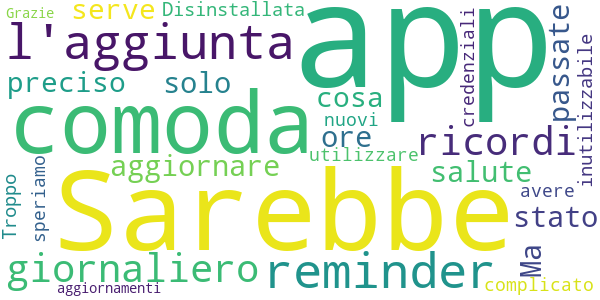 Grazie
serve
Disinstallata
app
l'aggiunta
credenziali
passate
inutilizzabile
preciso
solo
cosa
comoda
nuovi
ore
ricordi
utilizzare
aggiornare
salute
Troppo
speriamo
Sarebbe
avere
stato
Ma
giornaliero
reminder
complicato
aggiornamenti